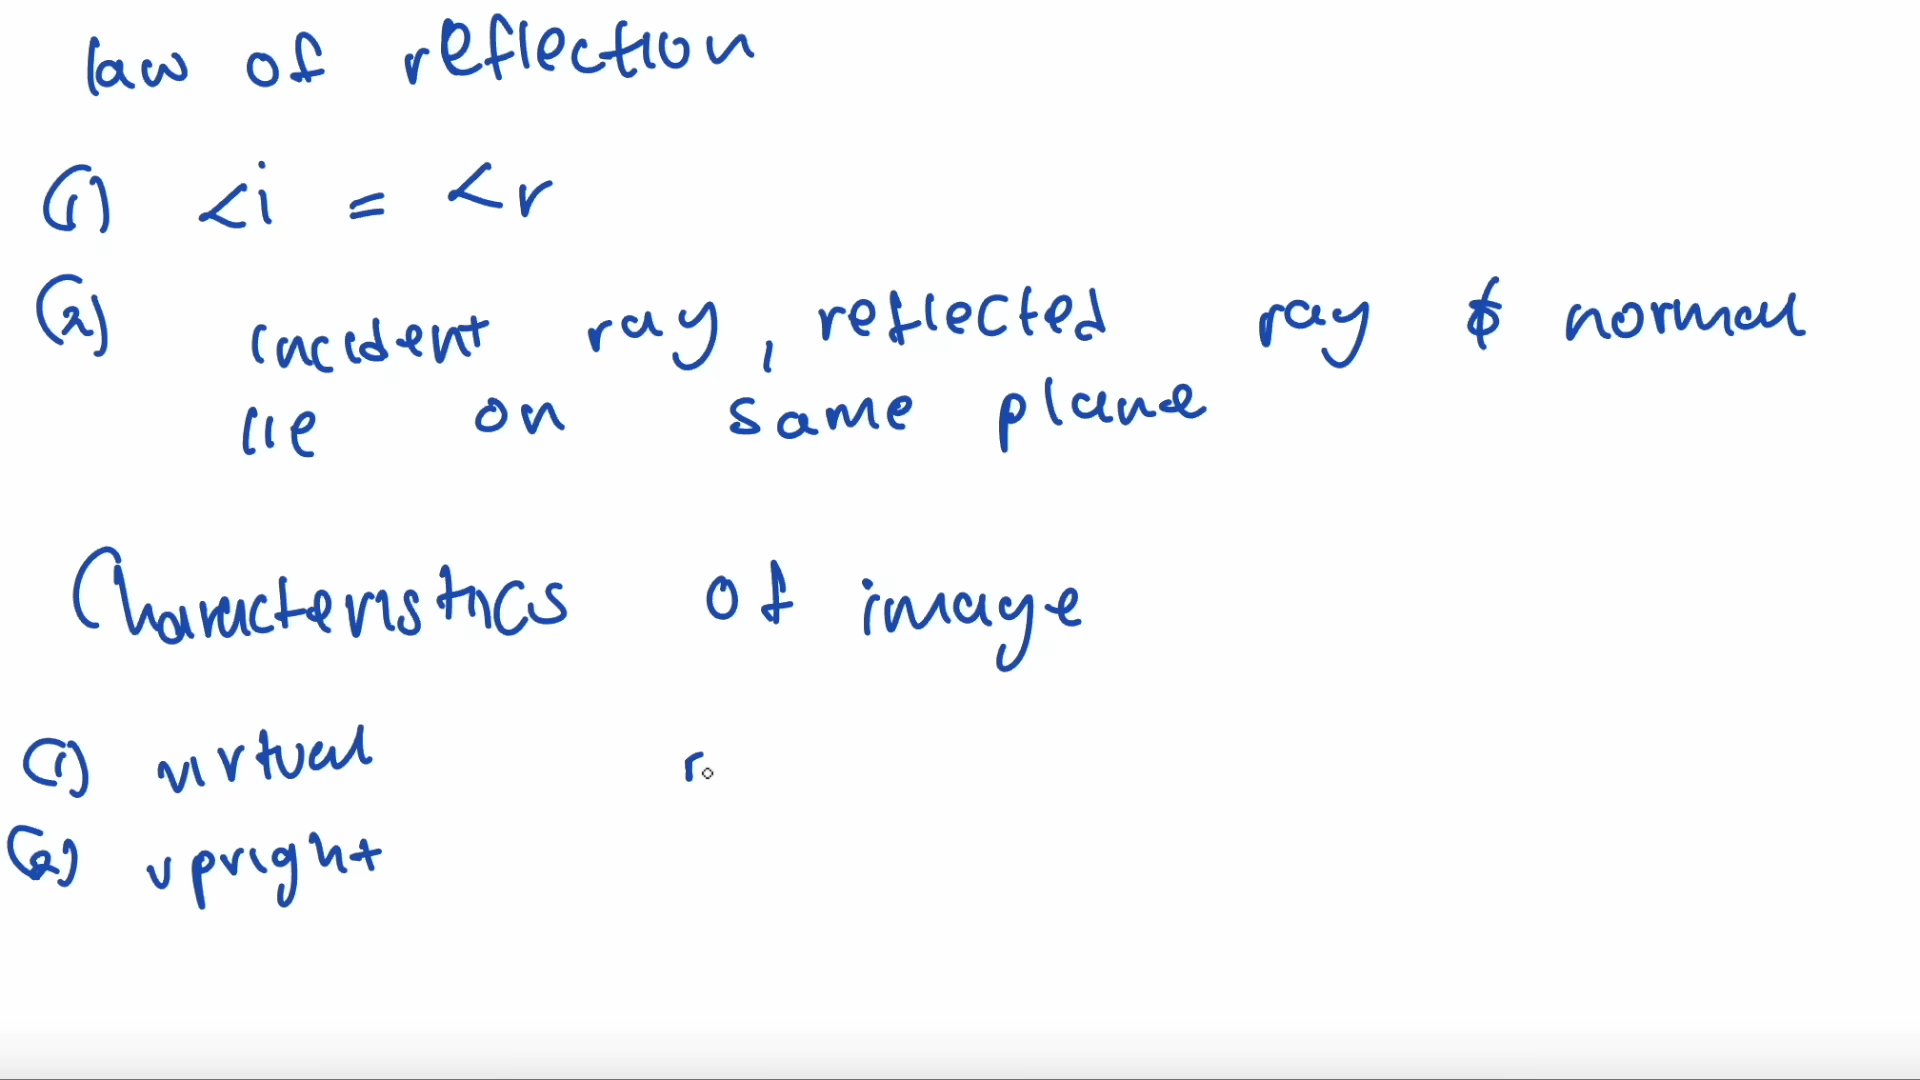 law of reflection
(1) <i = <r
(2) incident ray, reflected ray & normal
lie on same plane
Characteristics of image
(1) virtual r
(2) upright